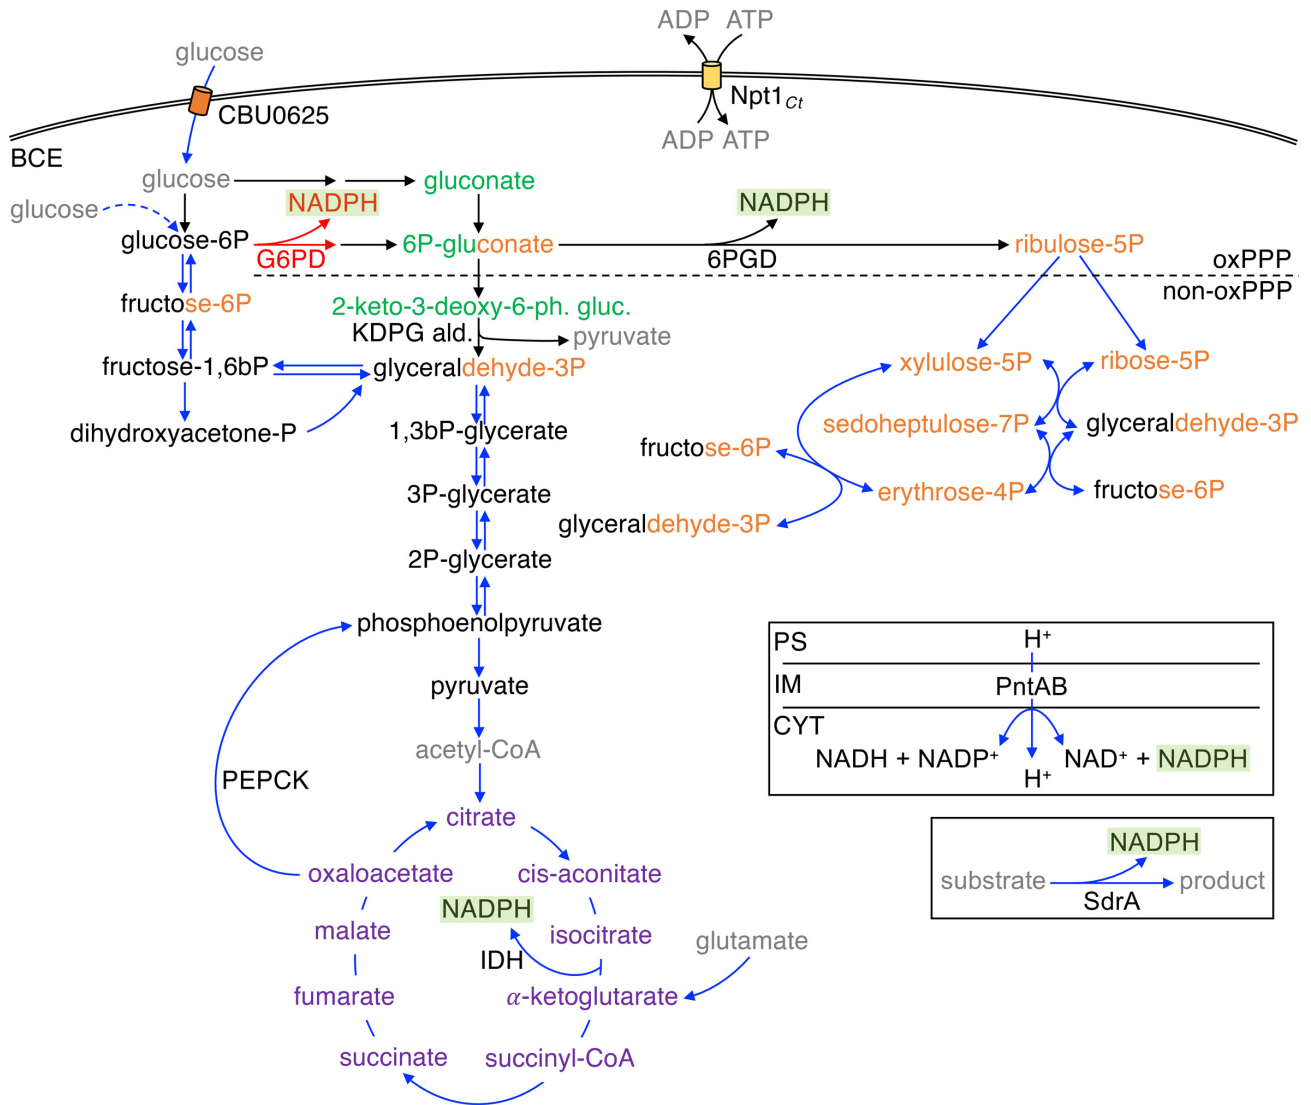 ADP ATP
glucose
CBU0625
Npt1Ct
ADP ATP
BCE
glucose
gluconate
NADPH
NADPH
glucose
glucose-6P
G6PD
6P-gluconate
6PGD
ribulose-5P
oxPPP
non-oxPPP
fructose-6P
2-keto-3-deoxy-6-ph. gluc.
KDPG ald.
pyruvate
fructose-1,6bP
glyceraldehyde-3P
xylulose-5P
ribose-5P
dihydroxyacetone-P
1,3bP-glycerate
sedoheptulose-7P
glyceraldehyde-3P
fructose-6P
3P-glycerate
erythrose-4P
fructose-6P
glyceraldehyde-3P
2P-glycerate
phosphoenolpyruvate
pyruvate
acetyl-CoA
PEPCK
citrate
oxaloacetate
cis-aconitate
NADPH
malate
isocitrate
glutamate
IDH
fumarate
α-ketoglutarate
succinate
succinyl-CoA
PS
H⁺
IM
PntAB
CYT
NADH + NADP⁺
NAD⁺ + NADPH
H⁺
NADPH
substrate
product
SdrA